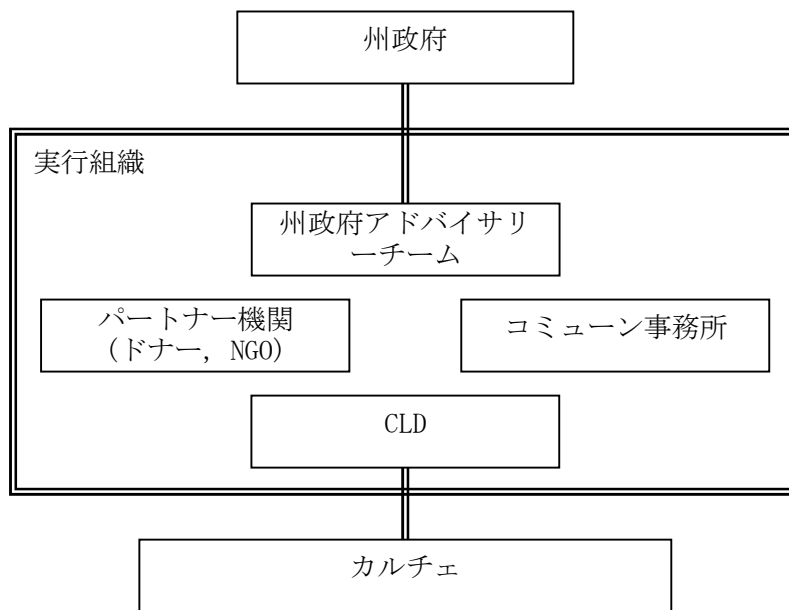 州政府
実行組織
州政府アドバイサリ
ーチーム
パートナー機関
(ドナー, NGO)
コミューン事務所
CLD
カルチェ